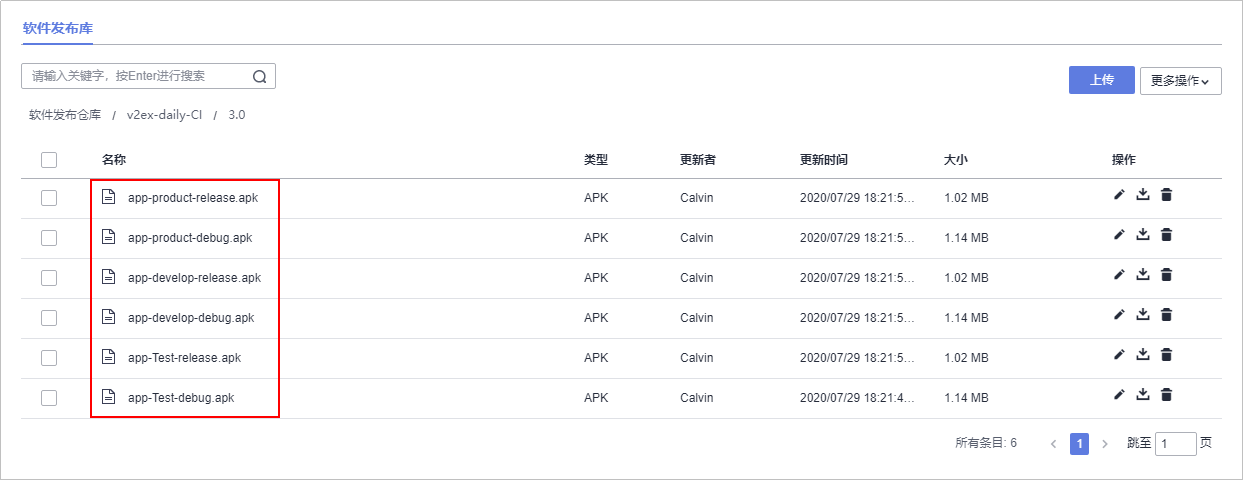 软件发布库
请输入关键字，按Enter进行搜索
上传 更多操作
软件发布仓库 / v2ex-daily-CI / 3.0
名称 类型 更新者 更新时间 大小 操作
app-product-release.apk APK Calvin 2020/07/29 18:21:5... 1.02 MB
app-product-debug.apk APK Calvin 2020/07/29 18:21:5... 1.14 MB
app-develop-release.apk APK Calvin 2020/07/29 18:21:5... 1.02 MB
app-develop-debug.apk APK Calvin 2020/07/29 18:21:5... 1.14 MB
app-Test-release.apk APK Calvin 2020/07/29 18:21:5... 1.02 MB
app-Test-debug.apk APK Calvin 2020/07/29 18:21:4... 1.14 MB
所有条目: 6 < 1 > 跳至 1 页